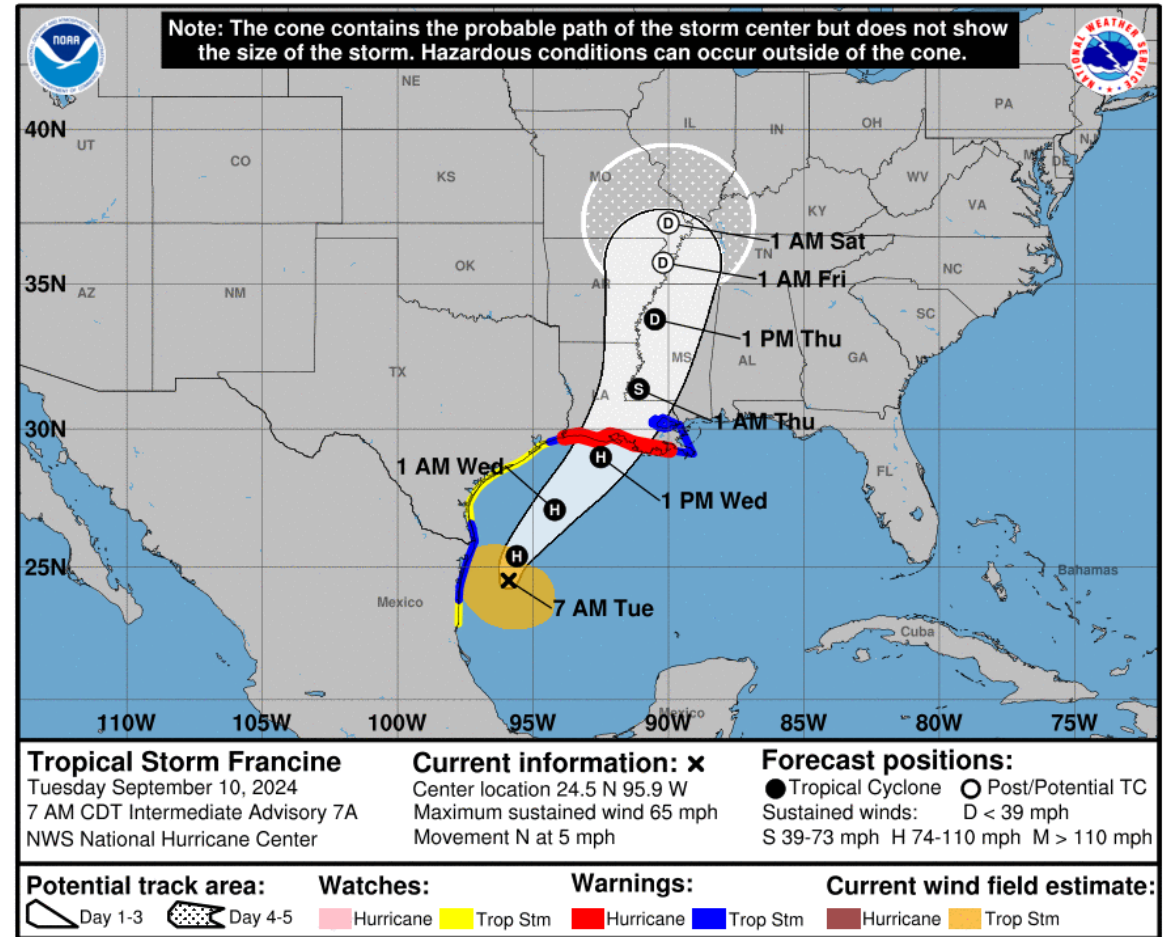 Note: The cone contains the probable path of the storm center but does not show
the size of the storm. Hazardous conditions can occur outside of the cone.
NOAA
NATIONAL WEATHER SERVICE
NE
IL
IN
OH
PA
NJ
DE
40N
UT
CO
KS
MO
WV
VA
KY
1 AM Sat
TN
NC
OK
AR
1 AM Fri
35N
AZ
NM
SC
1 PM Thu
MS
AL
GA
TX
LA
1 AM Thu
30N
1 AM Wed
FL
1 PM Wed
25N
Bahamas
Mexico
7 AM Tue
Cuba
Mexico
D
D
D
S
H
H
H
110W
105W
100W
95W
90W
85W
80W
75W
Tropical Storm Francine
Tuesday September 10, 2024
7 AM CDT Intermediate Advisory 7A
NWS National Hurricane Center
Current information: ×
Center location 24.5 N 95.9 W
Maximum sustained wind 65 mph
Movement N at 5 mph
Forecast positions:
Tropical Cyclone Post/Potential TC
Sustained winds: D < 39 mph
S 39-73 mph H 74-110 mph M > 110 mph
Potential track area:
Day 1-3 Day 4-5
Watches:
Hurricane Trop Stm
Warnings:
Hurricane Trop Stm
Current wind field estimate:
Hurricane Trop Stm